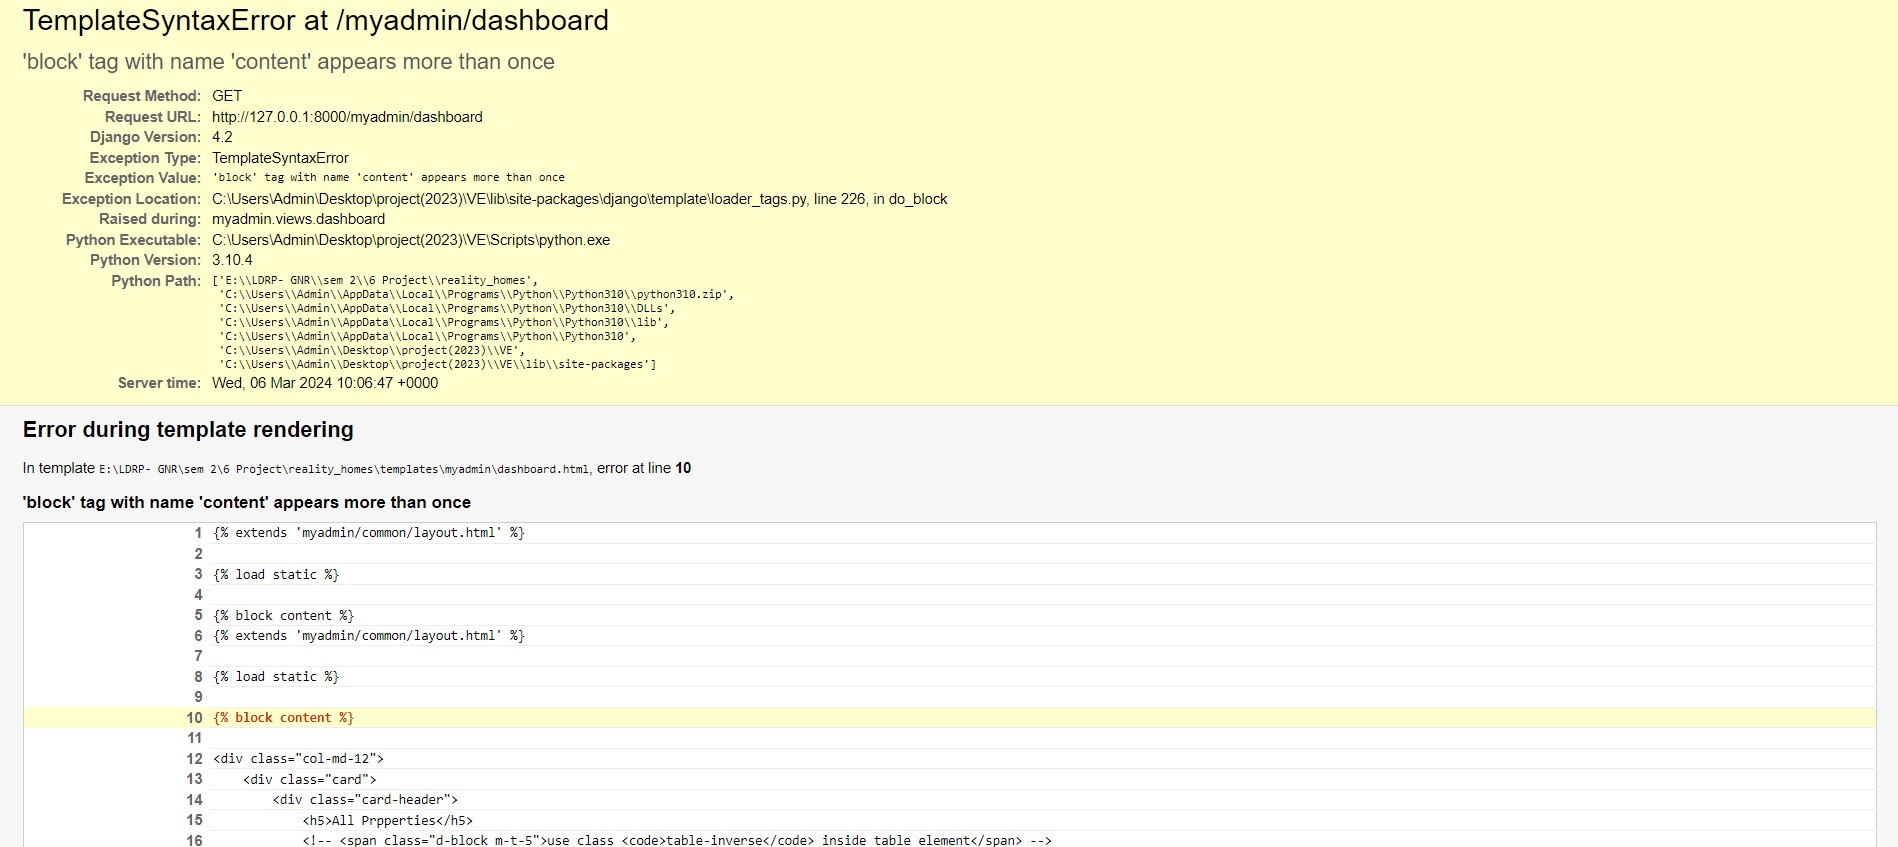 TemplateSyntaxError at /myadmin/dashboard
'block' tag with name 'content' appears more than once
Request Method: GET
Request URL: http://127.0.0.1:8000/myadmin/dashboard
Django Version: 4.2
Exception Type: TemplateSyntaxError
Exception Value: 'block' tag with name 'content' appears more than once
Exception Location: C:\Users\Admin\Desktop\project(2023)\VE\lib\site-packages\django\template\loader_tags.py, line 226, in do_block
Raised during: myadmin.views.dashboard
Python Executable: C:\Users\Admin\Desktop\project(2023)\VE\Scripts\python.exe
Python Version: 3.10.4
Python Path: ['E:\\LDRP- GNR\\sem 2\\6 Project\\reality_homes',
'C:\\Users\\Admin\\AppData\\Local\\Programs\\Python\\Python310\\python310.zip',
'C:\\Users\\Admin\\AppData\\Local\\Programs\\Python\\Python310\\DLLs',
'C:\\Users\\Admin\\AppData\\Local\\Programs\\Python\\Python310\\lib',
'C:\\Users\\Admin\\AppData\\Local\\Programs\\Python\\Python310',
'C:\\Users\\Admin\\Desktop\\project(2023)\\VE',
'C:\\Users\\Admin\\Desktop\\project(2023)\\VE\\lib\\site-packages']
Server time: Wed, 06 Mar 2024 10:06:47 +0000
Error during template rendering
In template E:\LDRP- GNR\sem 2\6 Project\reality_homes\templates\myadmin\dashboard.html, error at line 10
'block' tag with name 'content' appears more than once
1 {% extends 'myadmin/common/layout.html' %}
2
3 {% load static %}
4
5 {% block content %}
6 {% extends 'myadmin/common/layout.html' %}
7
8 {% load static %}
9
10 {% block content %}
11
12 <div class="col-md-12">
13 <div class="card">
14 <div class="card-header">
15 <h5>All Prpperties</h5>
16 <!-- <span class="d-block m-t-5">use class <code>table-inverse</code> inside table element</span> -->